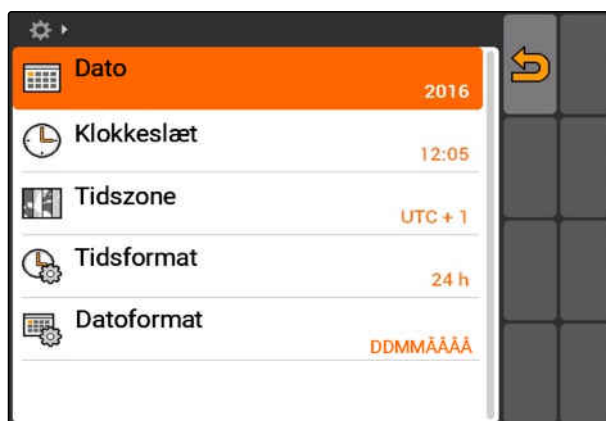 Dato
2016
Klokkeslæt
12:05
Tidszone
UTC + 1
Tidsformat
24 h
Datoformat
DDMMÅÅÅÅ